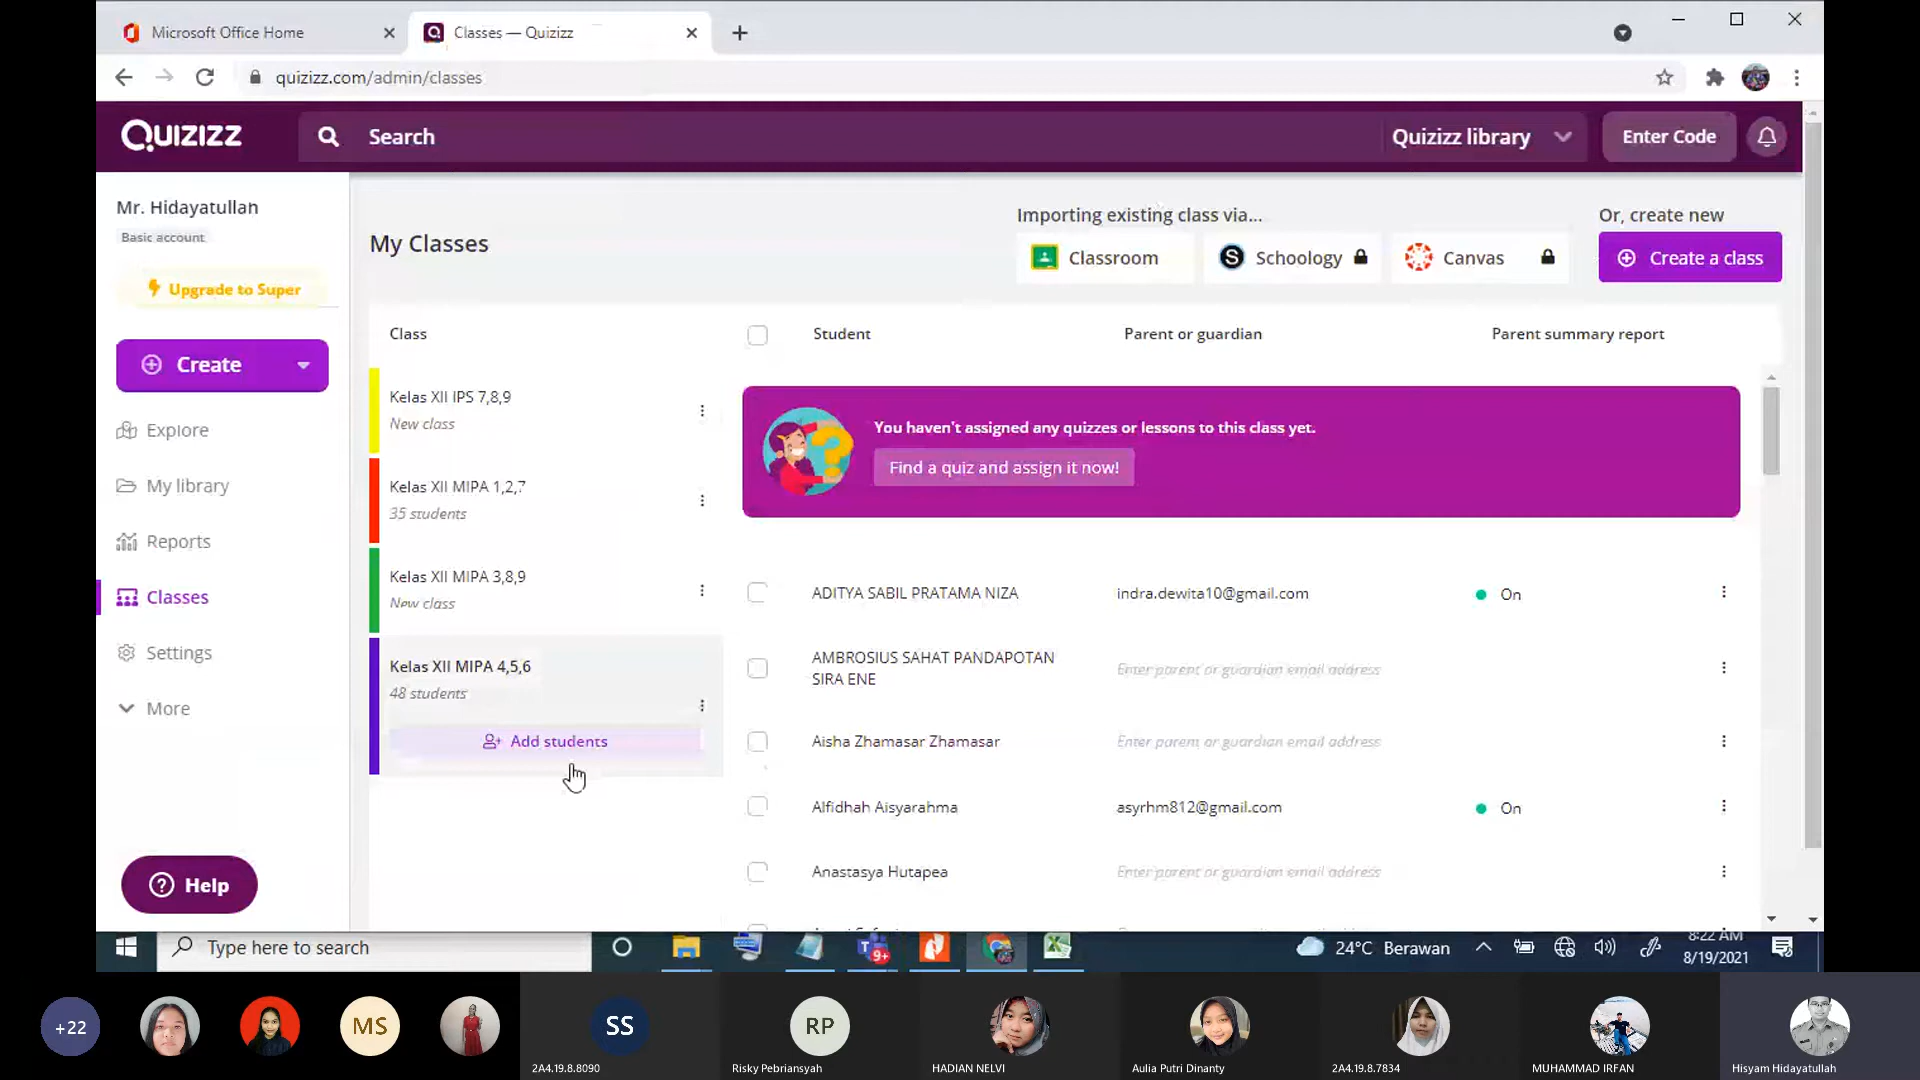 Microsoft Office Home
Classes — Quizizz
quizizz.com/admin/classes
QUIZIZZ
Search
Quizizz library
Enter Code
Mr. Hidayatullah
Basic account
Upgrade to Super
Create
Explore
My library
Reports
Classes
Settings
More
Help
My Classes
Importing existing class via...
Classroom
Schoology
Canvas
Or, create new
Create a class
Class
Student
Parent or guardian
Parent summary report
Kelas XII IPS 7,8,9
New class
Kelas XII MIPA 1,2,7
35 students
Kelas XII MIPA 3,8,9
New class
Kelas XII MIPA 4,5,6
48 students
Add students
You haven't assigned any quizzes or lessons to this class yet.
Find a quiz and assign it now!
ADITYA SABIL PRATAMA NIZA
indra.dewita10@gmail.com
On
AMBROSIUS SAHAT PANDAPOTAN
SIRA ENE
Enter parent or guardian email address
Aisha Zhamasar Zhamasar
Enter parent or guardian email address
Alfidhah Aisyarahma
asyrhm812@gmail.com
On
Anastasya Hutapea
Enter parent or guardian email address
Type here to search
9+
24°C Berawan
8:22 AM
8/19/2021
+22
MS
SS
2A4.19.8.8090
RP
Risky Pebriansyah
HADIAN NELVI
Aulia Putri Dinanty
2A4.19.8.7834
MUHAMMAD IRFAN
Hisyam Hidayatullah